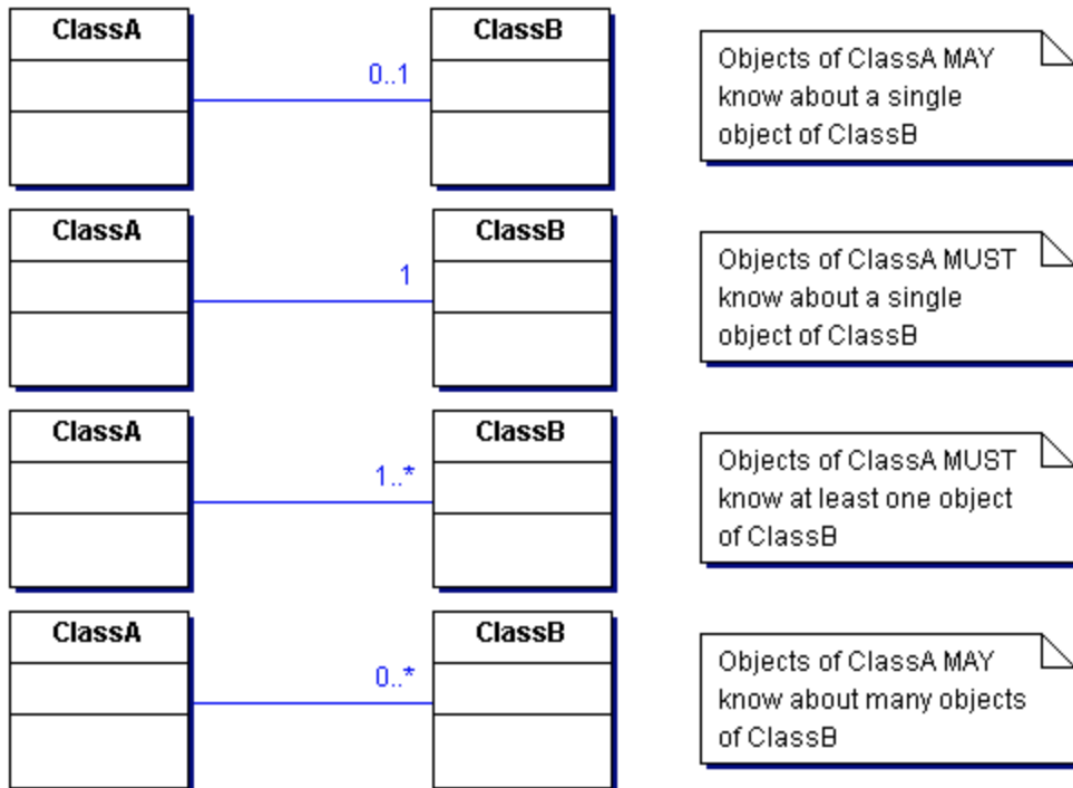 ClassA
ClassB
0..1
Objects of ClassA MAY
know about a single
object of ClassB
ClassA
ClassB
1
Objects of ClassA MUST
know about a single
object of ClassB
ClassA
ClassB
1..*
Objects of ClassA MUST
know at least one object
of ClassB
ClassA
ClassB
0..*
Objects of ClassA MAY
know about many objects
of ClassB